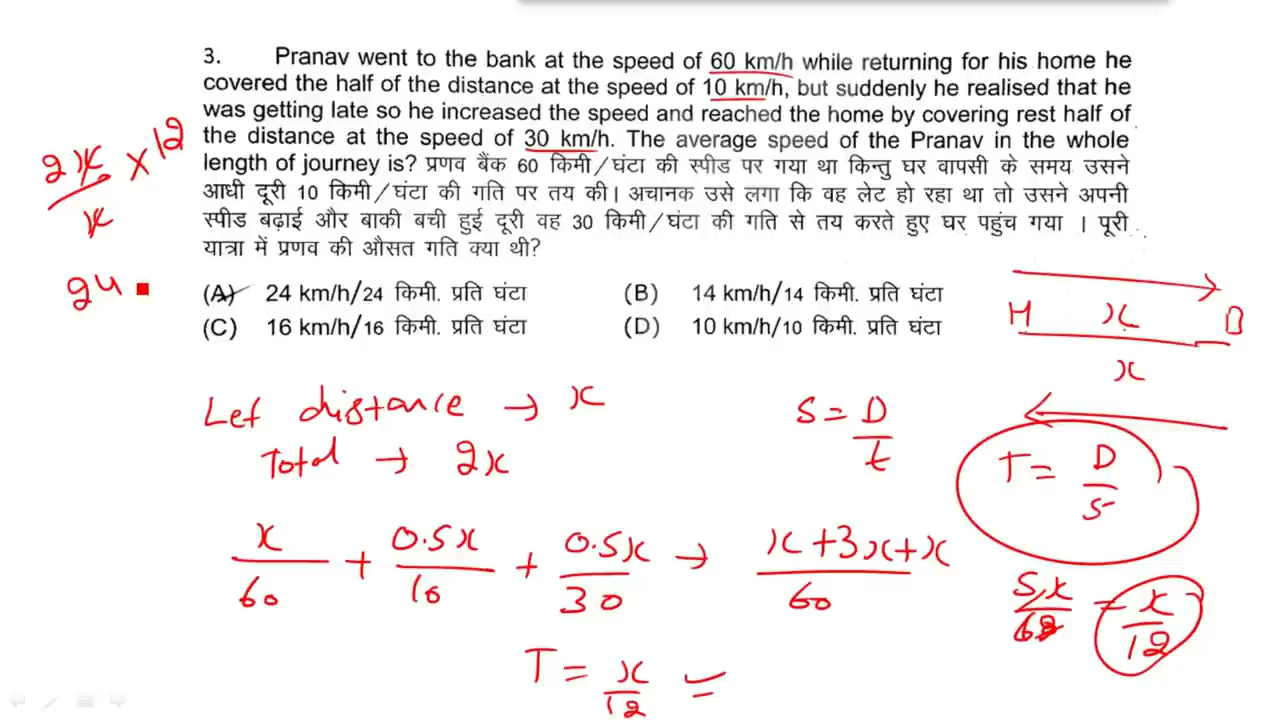 3. Pranav went to the bank at the speed of 60 km/h while returning for his home he
covered the half of the distance at the speed of 10 km/h, but suddenly he realised that he
was getting late so he increased the speed and reached the home by covering rest half of
the distance at the speed of 30 km/h. The average speed of the Pranav in the whole
length of journey is? प्रणव बैंक 60 किमी/घंटा की स्पीड पर गया था किन्तु घर वापसी के समय उसने
आधी दूरी 10 किमी/घंटा की गति पर तय की। अचानक उसे लगा कि वह लेट हो रहा था तो उसने अपनी
स्पीड बढ़ाई और बाकी बची हुई दूरी वह 30 किमी/घंटा की गति से तय करते हुए घर पहुंच गया । पूरी
यात्रा में प्रणव की औसत गति क्या थी?
2x/x × 12
24
(A) 24 km/h/24 किमी. प्रति घंटा (B) 14 km/h/14 किमी. प्रति घंटा
(C) 16 km/h/16 किमी. प्रति घंटा (D) 10 km/h/10 किमी. प्रति घंटा
H x B
x
Let distance → x
Total → 2x
S = D/t
T = D/S
x/60 + 0.5x/10 + 0.5x/30 → x+3x+x/60
5x/60 = x/12
T = x/12 =